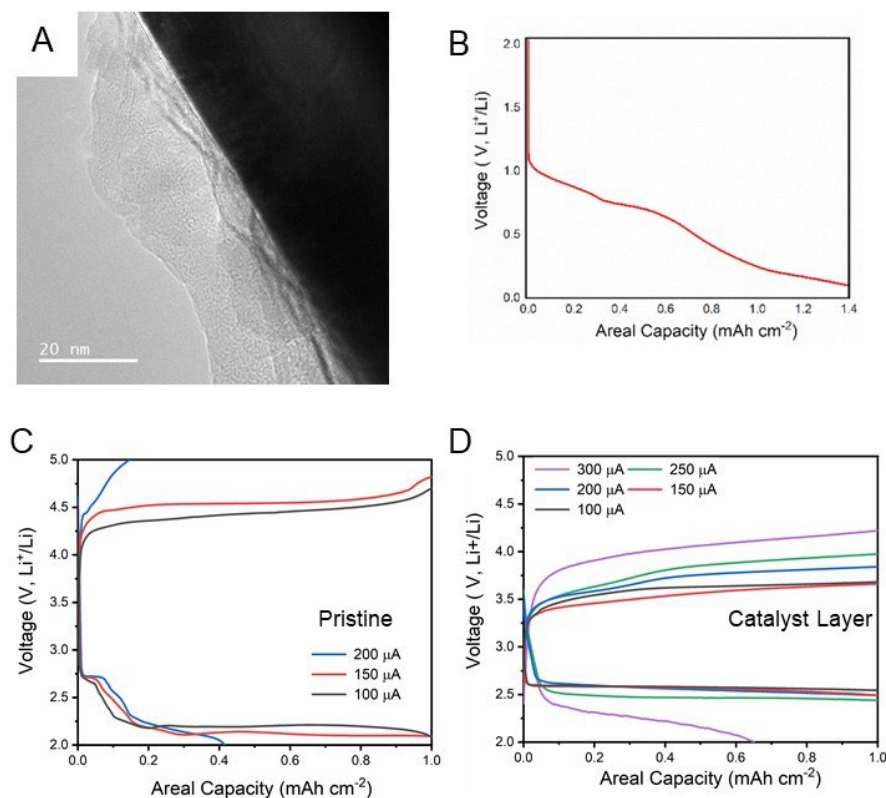 A
20 nm
B
Voltage ( V, Li⁺/Li)
2.0
1.5
1.0
0.5
0.0
0.0 0.2 0.4 0.6 0.8 1.0 1.2 1.4
Areal Capacity (mAh cm⁻²)
C
Voltage (V, Li⁺/Li)
5.0
4.5
4.0
3.5
3.0
2.5
2.0
Pristine
200 μA
150 μA
100 μA
0.0 0.2 0.4 0.6 0.8 1.0
Areal Capacity (mAh cm⁻²)
D
Voltage ( V, Li+/Li)
5.0
4.5
4.0
3.5
3.0
2.5
2.0
300 μA 250 μA
200 μA 150 μA
100 μA
Catalyst Layer
0.0 0.2 0.4 0.6 0.8 1.0
Areal Capacity (mAh cm⁻²)